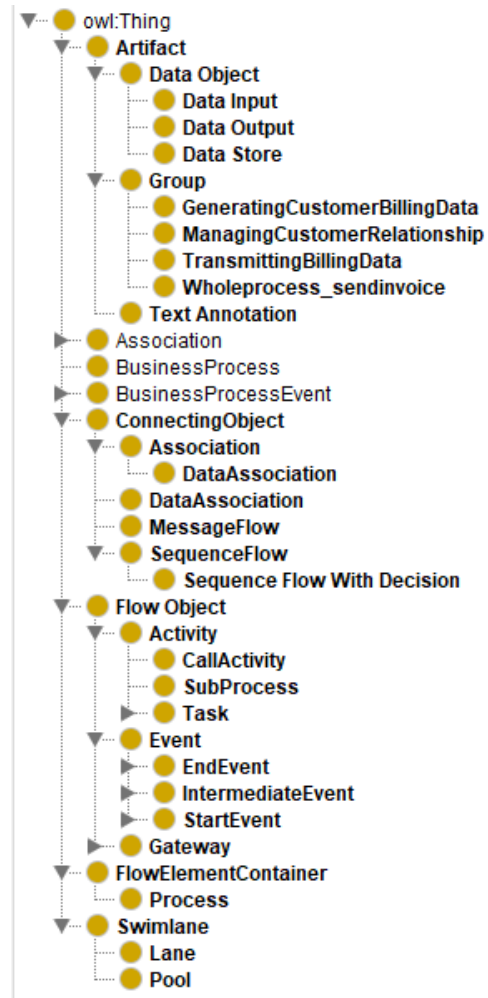 owl:Thing
Artifact
Data Object
Data Input
Data Output
Data Store
Group
GeneratingCustomerBillingData
ManagingCustomerRelationship
TransmittingBillingData
Wholeprocess_sendinvoice
Text Annotation
Association
BusinessProcess
BusinessProcessEvent
ConnectingObject
Association
DataAssociation
DataAssociation
MessageFlow
SequenceFlow
Sequence Flow With Decision
Flow Object
Activity
CallActivity
SubProcess
Task
Event
EndEvent
IntermediateEvent
StartEvent
Gateway
FlowElementContainer
Process
Swimlane
Lane
Pool